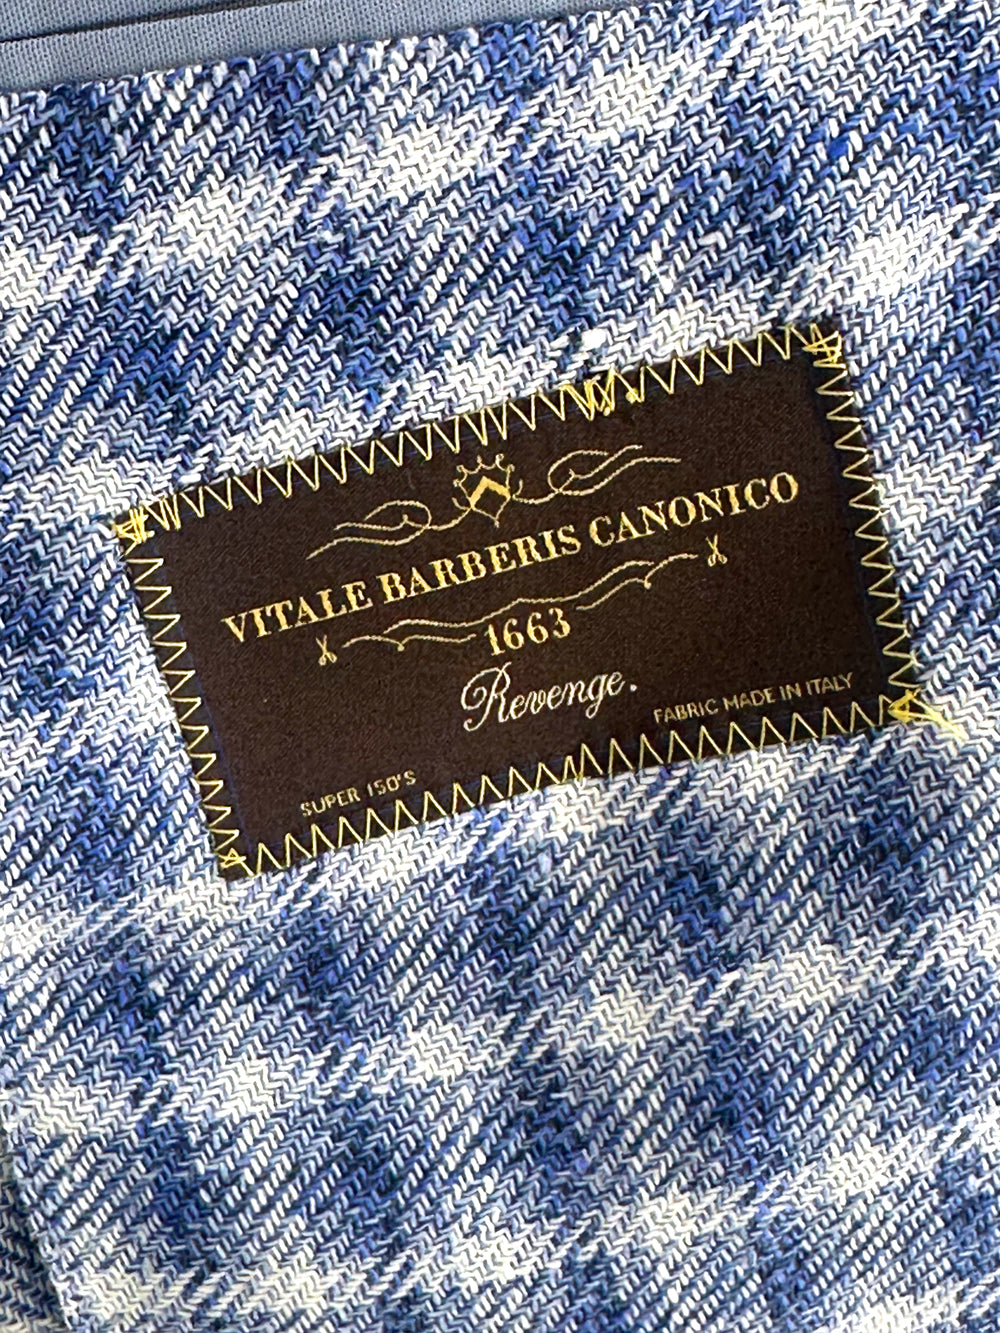 VITALE BARBERIS CANONICO
1663
Revenge.
FABRIC MADE IN ITALY
SUPER 150'S